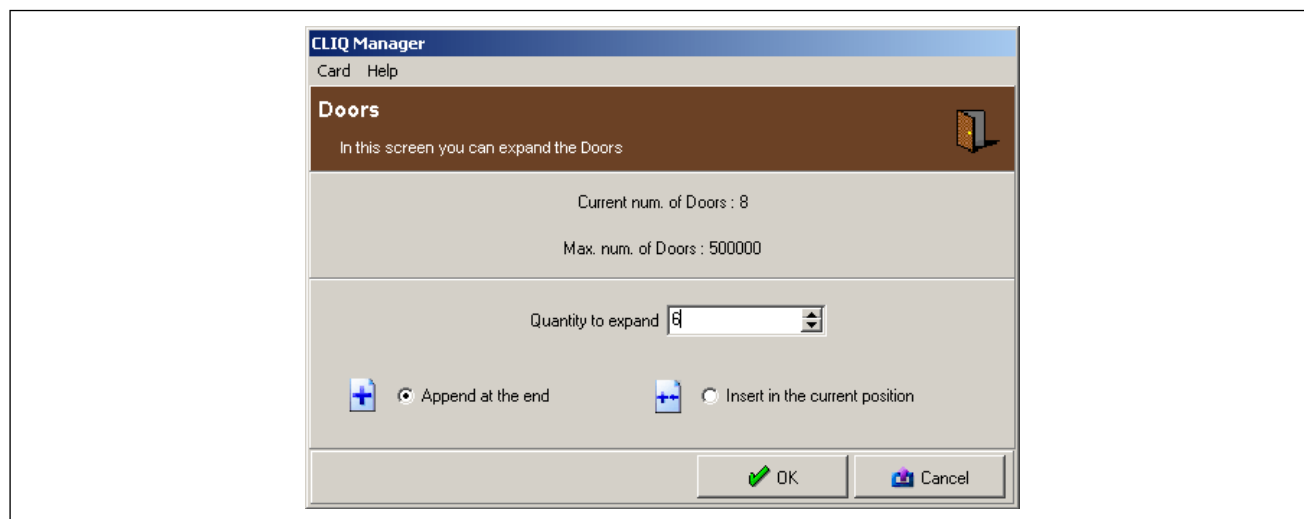 CLIQ Manager
Card Help
Doors
In this screen you can expand the Doors
Current num. of Doors : 8
Max. num. of Doors : 500000
Quantity to expand 6
Append at the end Insert in the current position
OK Cancel